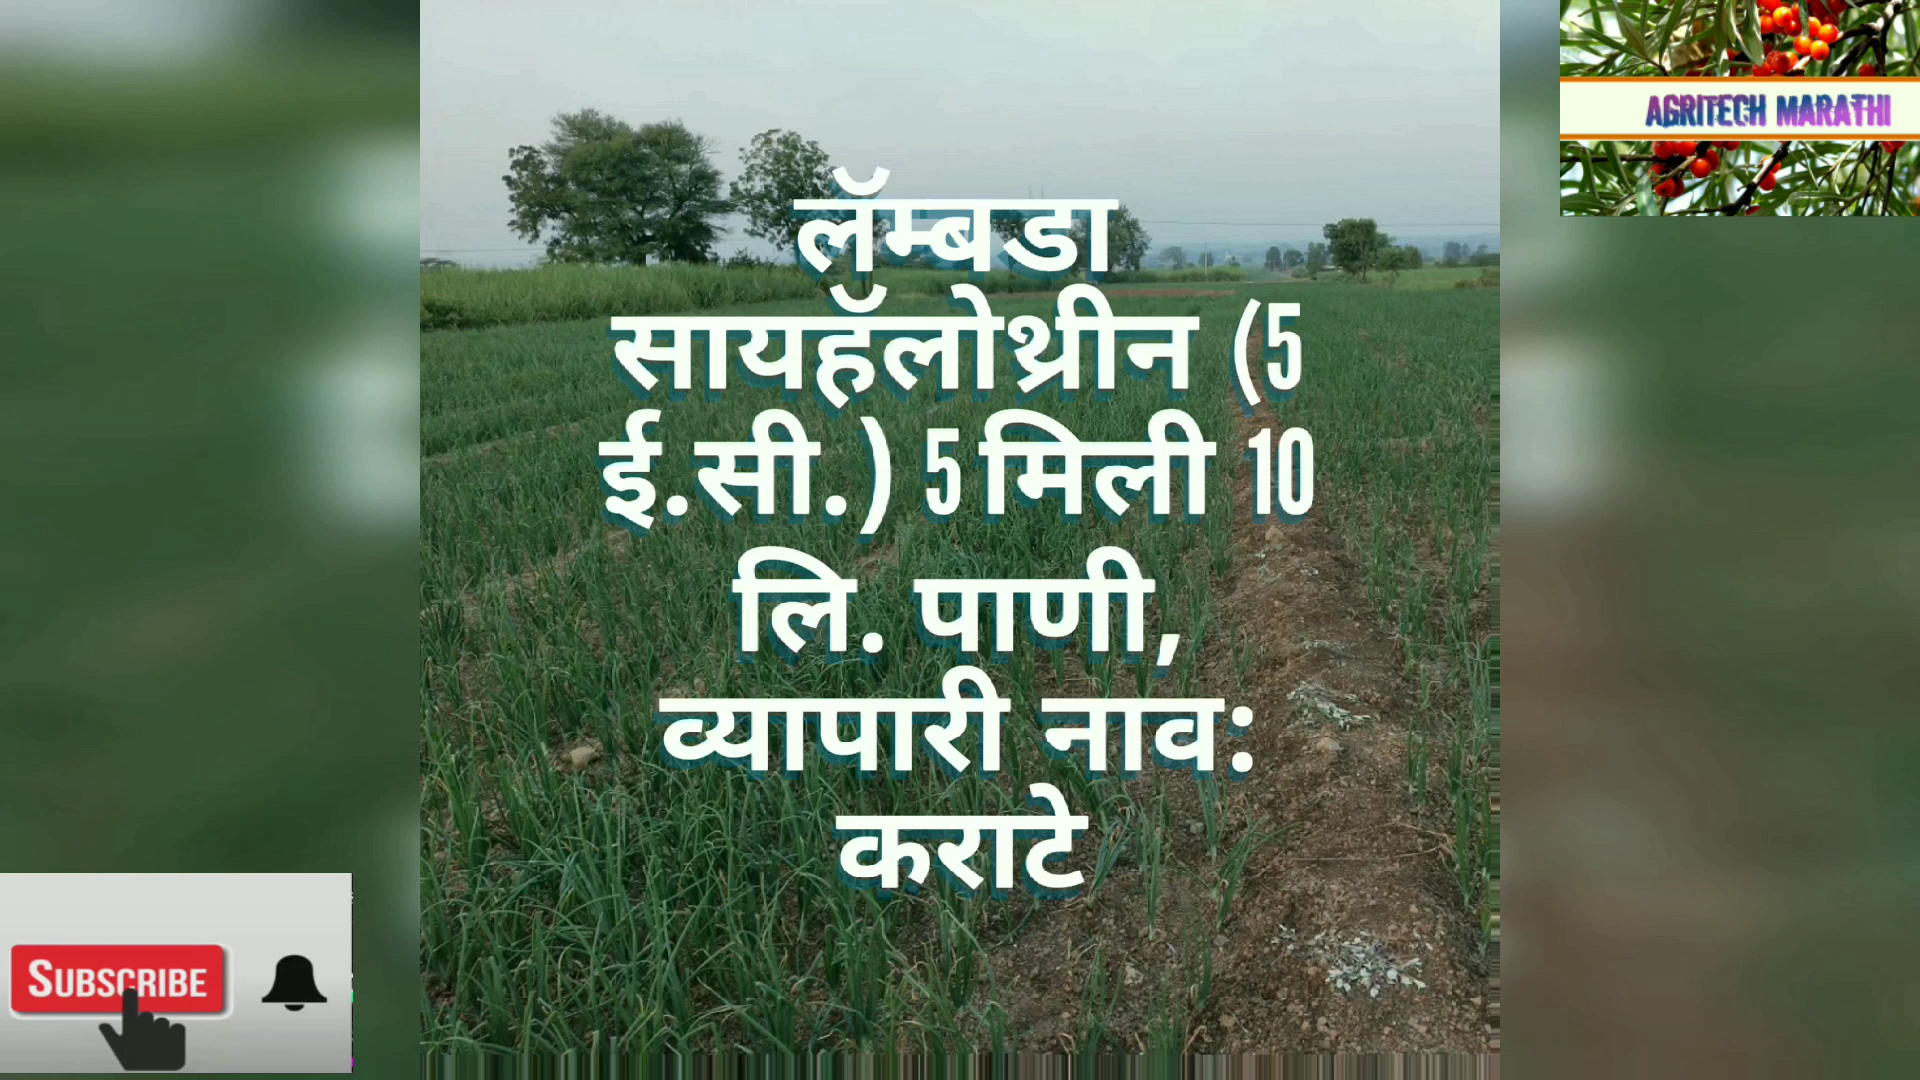 AGRITECH MARATHI
लॅम्बडा
सायहॅलोथ्रीन (5
ई.सी.) 5 मिली 10
लि. पाणी,
व्यापारी नाव:
कराटे
SUBSCRIBE